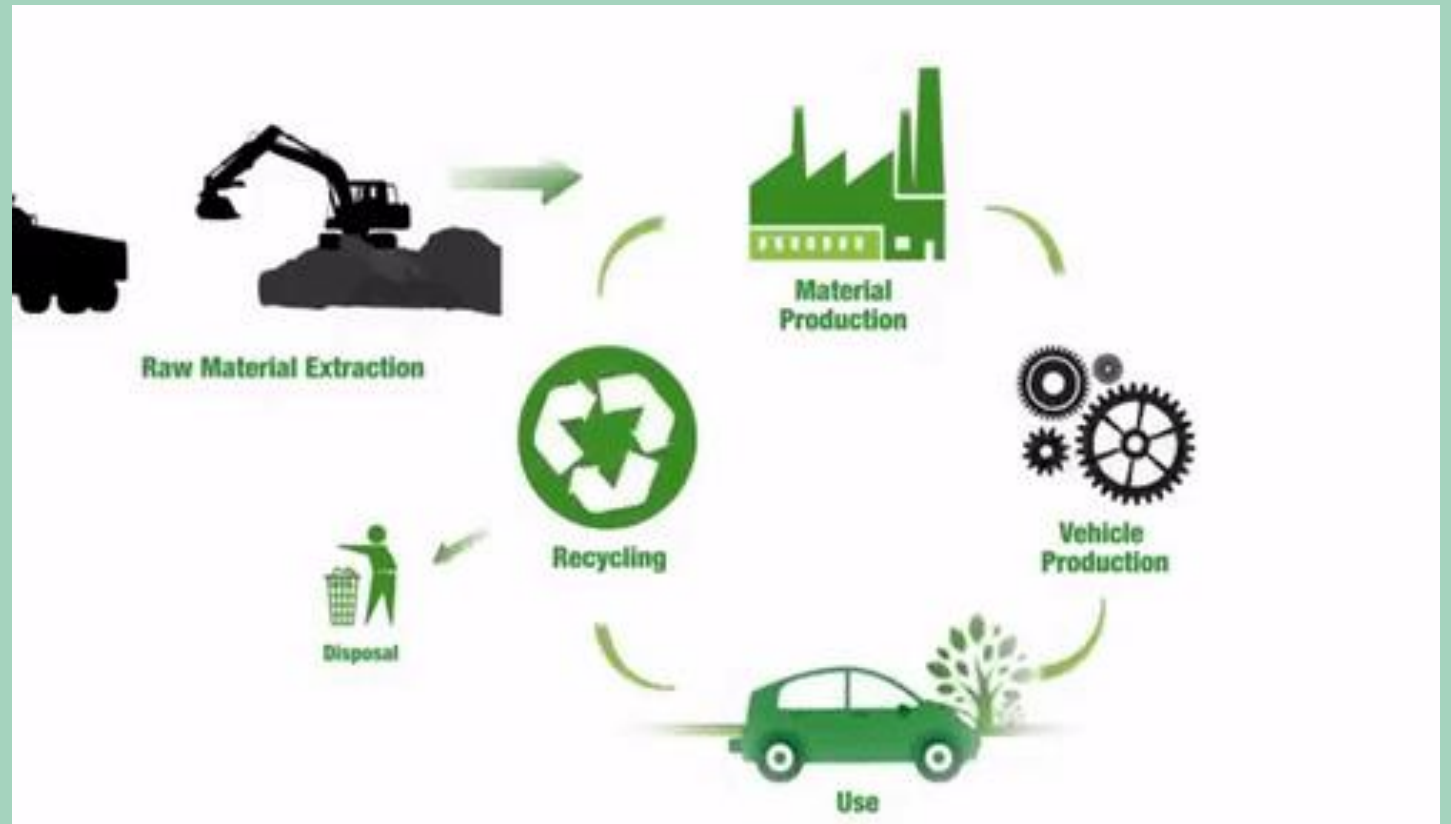 Material
Production
Raw Material Extraction
Vehicle
Production
Recycling
Disposal
Use